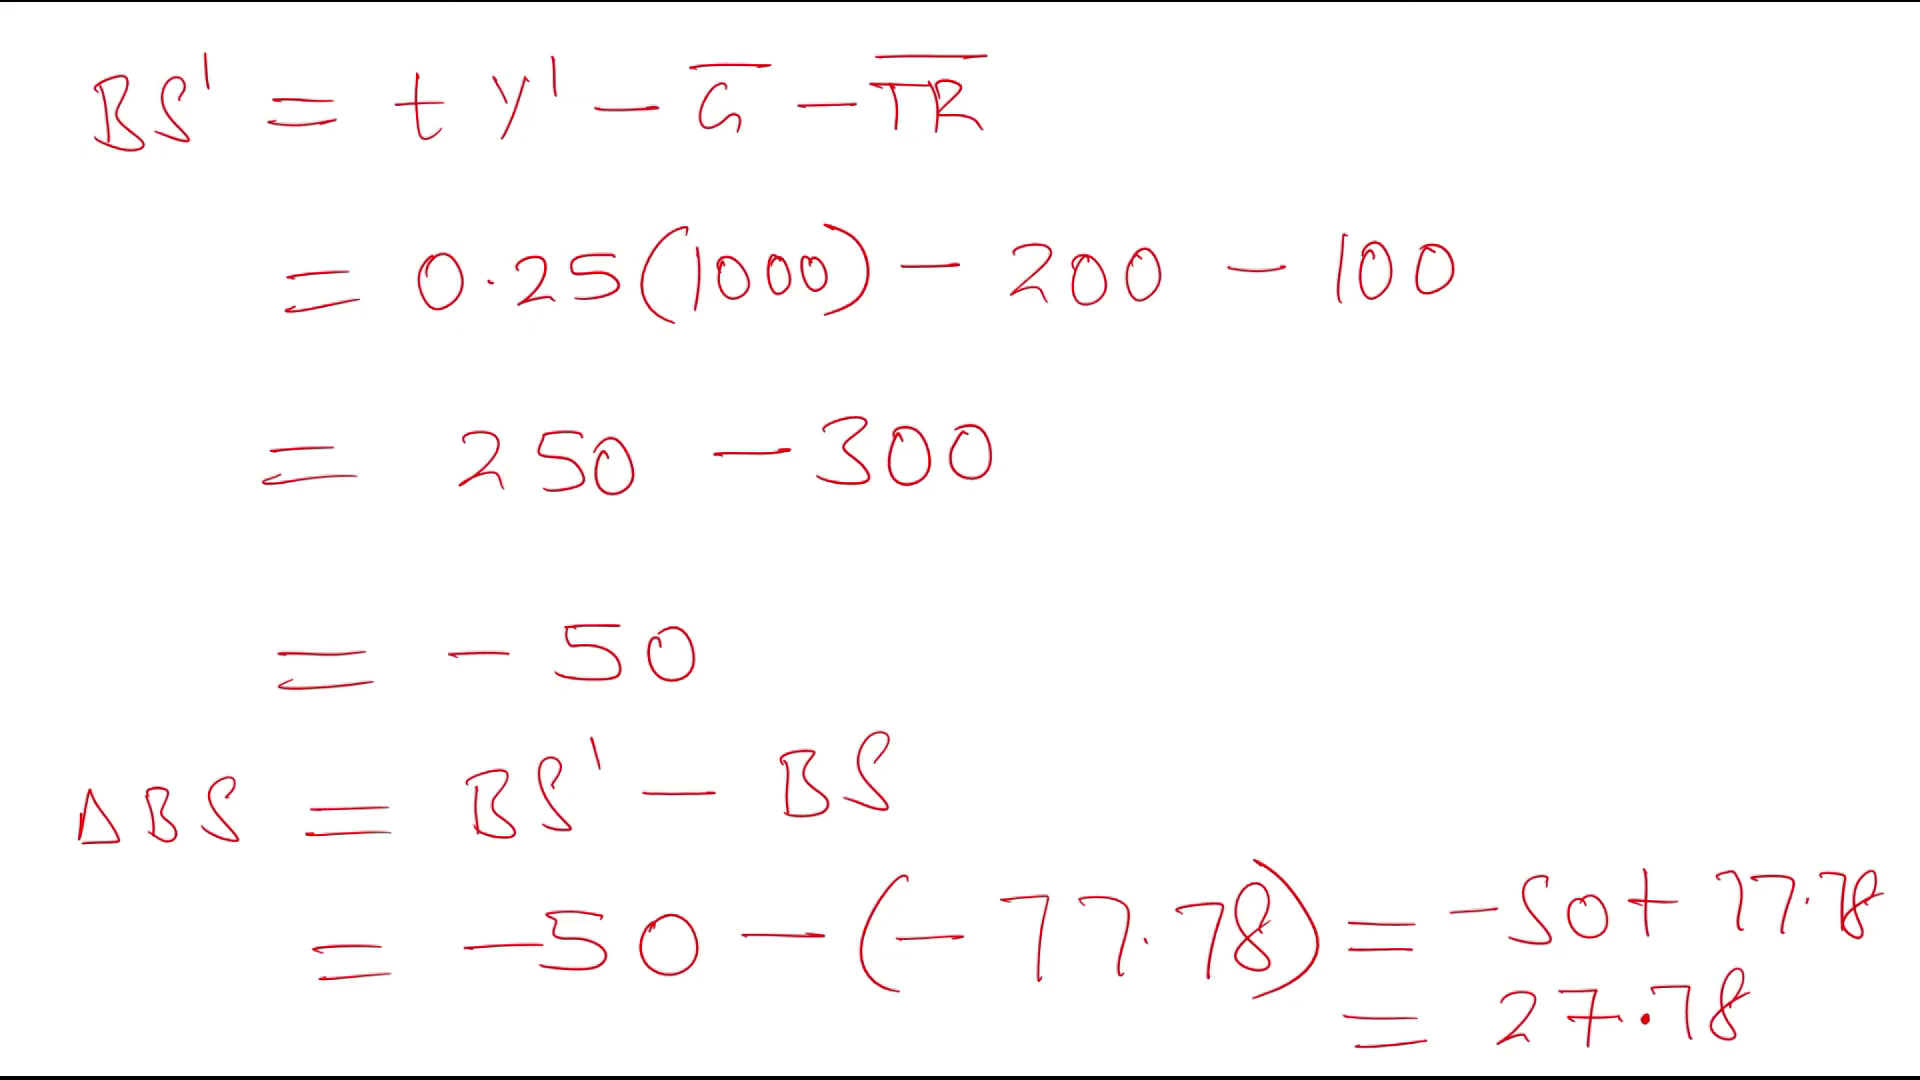 BS' = t Y' - G̅ - T̅R̅
= 0.25(1000) - 200 - 100
= 250 - 300
= - 50
ΔBS = BS' - BS
= -50 - (-77.78) = -50 + 77.78
= 27.78